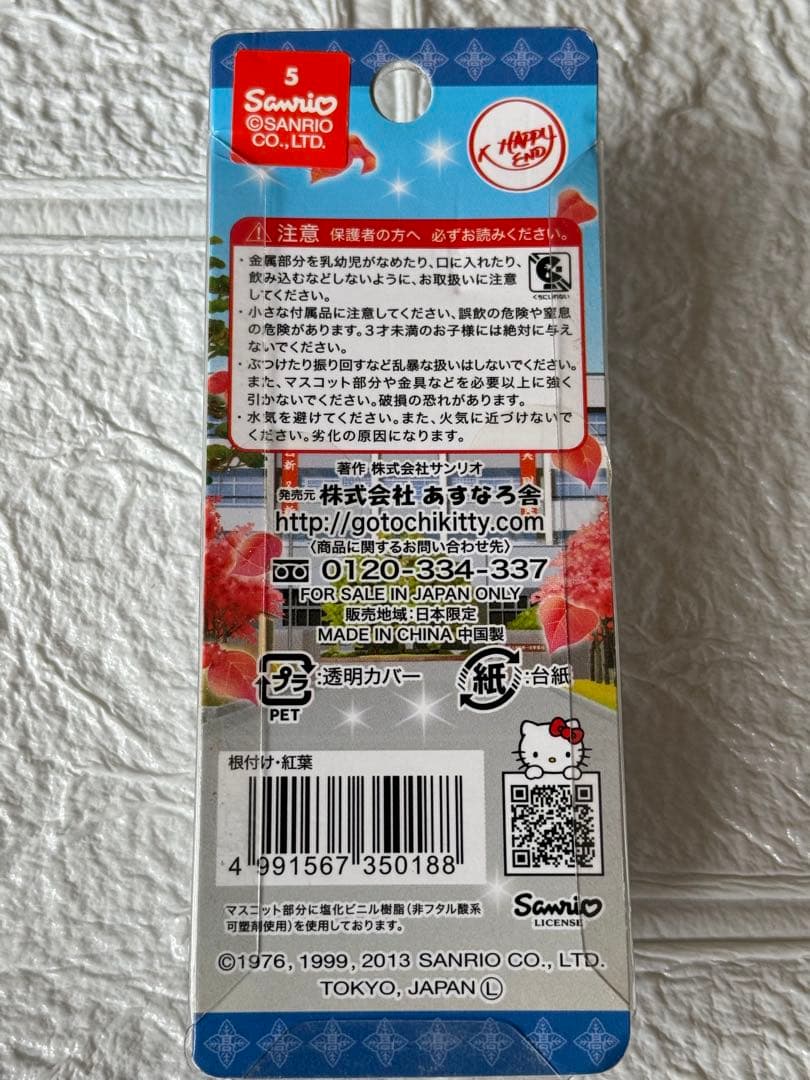 5
Sanrio
©SANRIO
CO.,LTD.
K HAPPY
END
注意 保護者の方へ 必ずお読みください。
・金属部分を乳幼児がなめたり、口に入れたり、
飲み込むなどしないように、お取扱いに注意
してください。
くちにいれない
・小さな付属品に注意してください、誤飲の危険や窒息
の危険があります。3才未満のお子様には絶対に与え
ないでください。
・ぶつけたり振り回すなど乱暴な扱いはしないでください。
また、マスコット部分や金具などを必要以上に強く
引かないでください。破損の恐れがあります。
・水気を避けてください。また、火気に近づけないで
ください。劣化の原因になります。
著作 株式会社サンリオ
発売元 株式会社 あすなろ舎
http://gotochikitty.com
〈商品に関するお問い合わせ先〉
0120-334-337
FOR SALE IN JAPAN ONLY
販売地域:日本限定
MADE IN CHINA 中国製
プラ:透明カバー 紙:台紙
PET
根付け・紅葉
4 991567 350188
マスコット部分に塩化ビニル樹脂(非フタル酸系
可塑剤使用)を使用しております。
Sanrio
LICENSE
©1976, 1999, 2013 SANRIO CO., LTD.
TOKYO, JAPAN Ⓛ